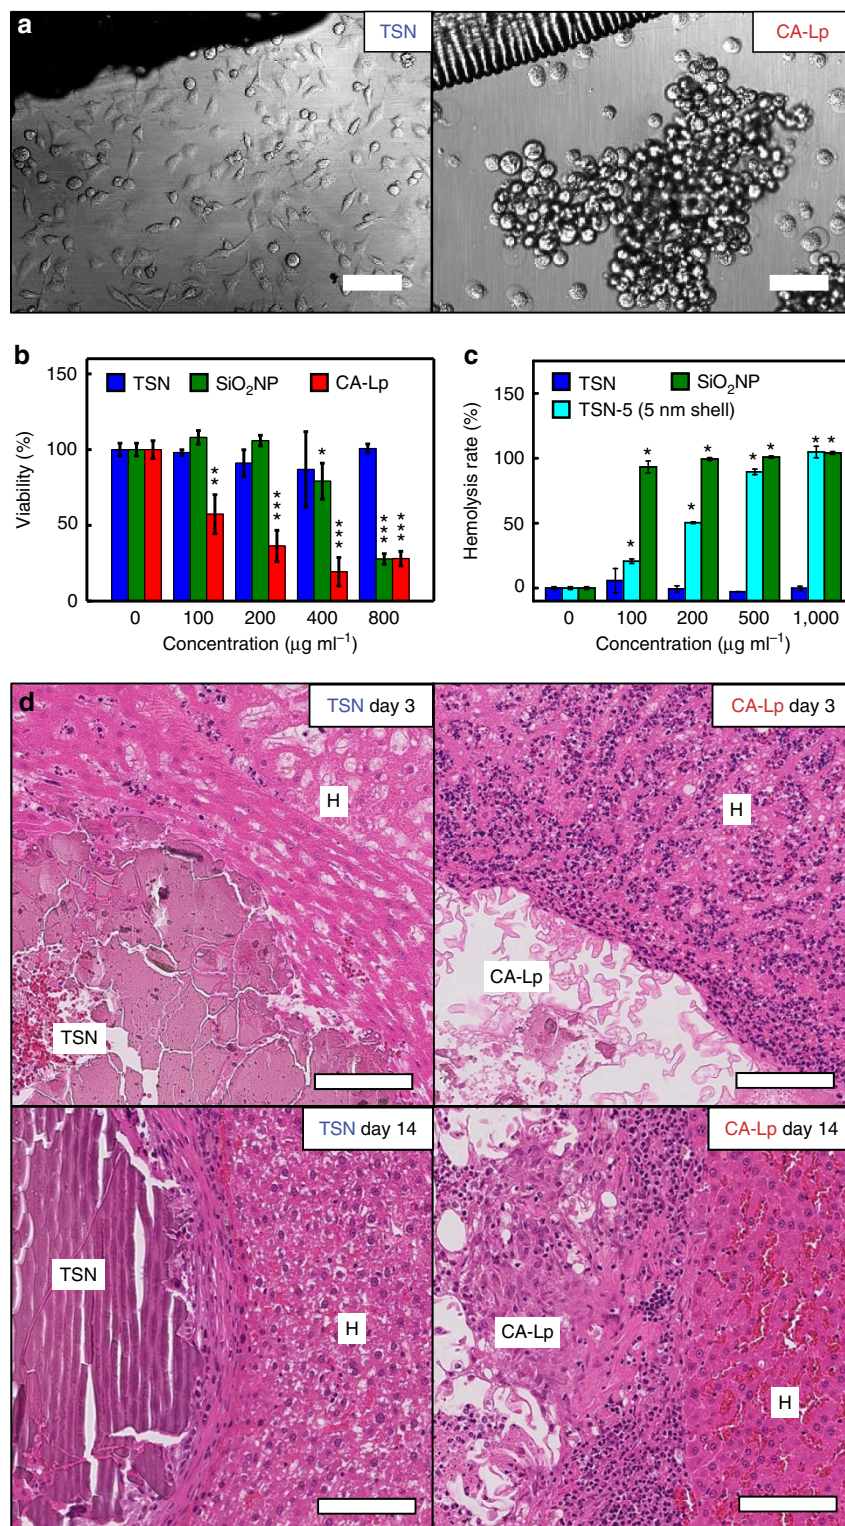 a
TSN
CA-Lp
b
TSN
SiO₂NP
CA-Lp
150
100
50
0
Viability (%)
**
***
*
***
***
***
0
100
200
400
800
Concentration (μg ml⁻¹)
c
TSN
SiO₂NP
TSN-5 (5 nm shell)
150
100
50
0
Hemolysis rate (%)
*
*
*
*
*
*
*
*
0
100
200
500
1,000
Concentration (μg ml⁻¹)
d
TSN day 3
H
TSN
CA-Lp day 3
H
CA-Lp
TSN day 14
TSN
H
CA-Lp day 14
CA-Lp
H